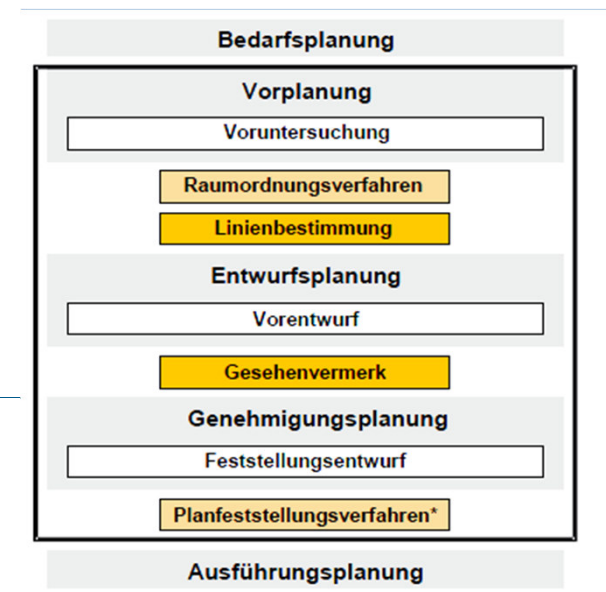 Bedarfsplanung
Vorplanung
Voruntersuchung
Raumordnungsverfahren
Linienbestimmung
Entwurfsplanung
Vorentwurf
Gesehenvermerk
Genehmigungsplanung
Feststellungsentwurf
Planfeststellungsverfahren*
Ausführungsplanung